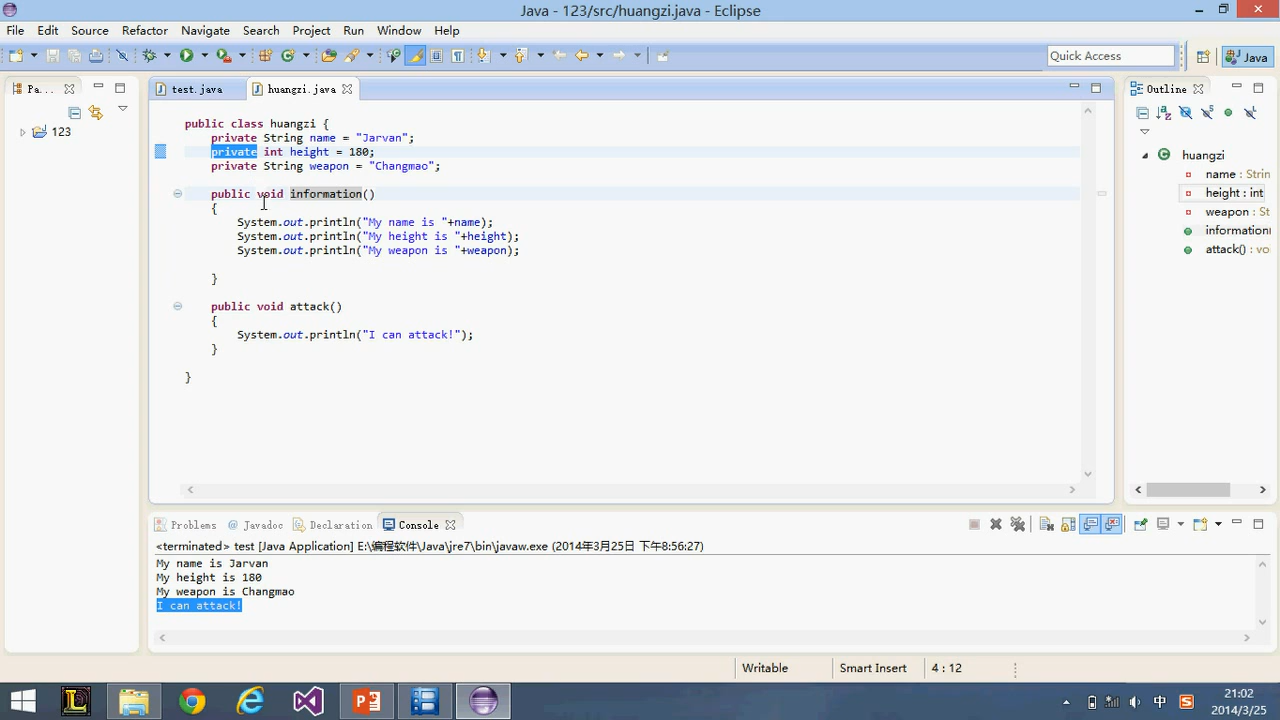 Java - 123/src/huangzi.java - Eclipse
File Edit Source Refactor Navigate Search Project Run Window Help
Quick Access
Java
Pa...
123
test.java
huangzi.java
public class huangzi {
private String name = "Jarvan";
private int height = 180;
private String weapon = "Changmao";
public void information()
{
System.out.println("My name is "+name);
System.out.println("My height is "+height);
System.out.println("My weapon is "+weapon);
}
public void attack()
{
System.out.println("I can attack!");
}
}
Outline
huangzi
name : Strin
height : int
weapon : St
information(
attack() : vo
Problems @ Javadoc Declaration Console
<terminated> test [Java Application] E:\编程软件\Java\jre7\bin\javaw.exe (2014年3月25日 下午8:56:27)
My name is Jarvan
My height is 180
My weapon is Changmao
I can attack!
Writable
Smart Insert
4 : 12
中
21:02
2014/3/25